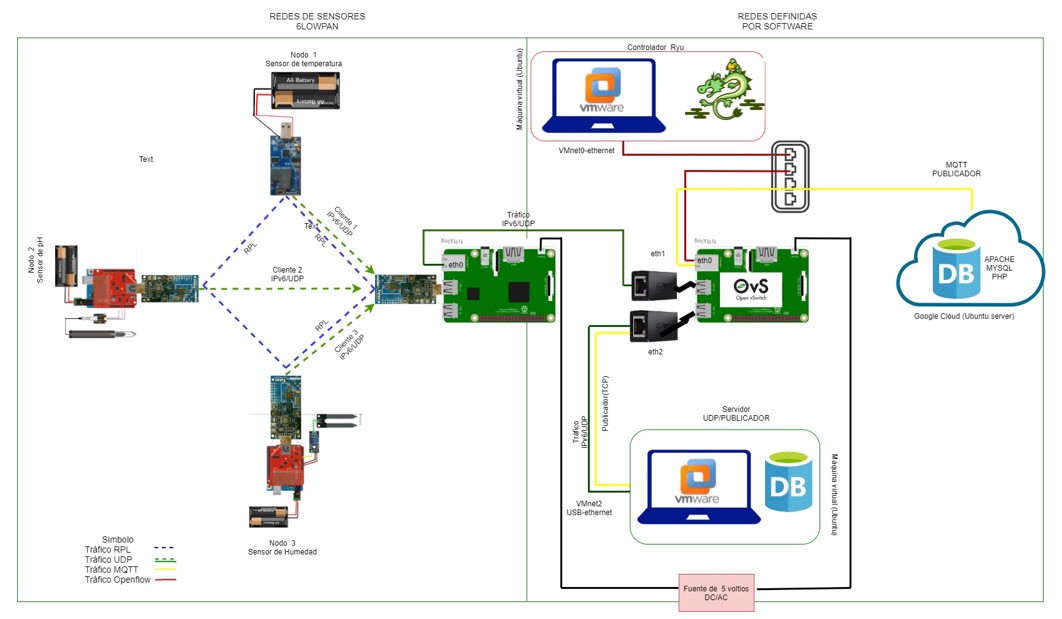 REDES DE SENSORES
6LOWPAN
REDES DEFINIDAS
POR SOFTWARE
Nodo 1
Sensor de temperatura
AA Battery
AA Battery
Text
Máquina virtual (Ubuntu)
Controlador Ryu
vmware
VMnet0-ethernet
MQTT
PUBLICADOR
Cliente 1
IPv6/UDP
Tex
RPL
RPL
Nodo 2
Sensor de pH
Cliente 2
IPv6/UDP
Tráfico
IPv6/UDP
eth0
eth1
eth0
OvS
Open vSwitch
DB
APACHE
MYSQL
PHP
Google Cloud (Ubuntu server)
RPL
Cliente 3
IPv6/UDP
eth2
Tráfico
IPv6/UDP
Publicador(TCP)
Servidor
UDP/PUBLICADOR
vmware
DB
Máquina virtual (Ubuntu)
VMnet2
USB-ethernet
Nodo 3
Sensor de Humedad
Simbolo
Tráfico RPL
Tráfico UDP
Tráfico MQTT
Tráfico Openflow
Fuente de 5 voltios
DC/AC